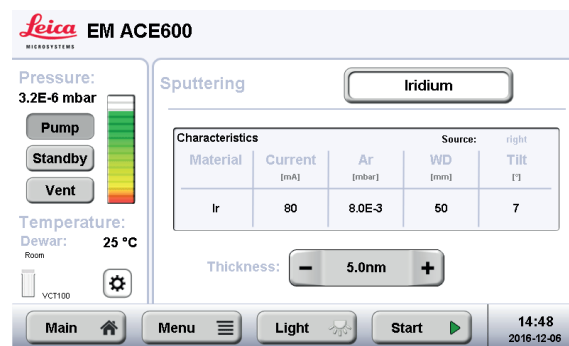 Leica
MICROSYSTEMS
EM ACE600
Pressure:
3.2E-6 mbar
Pump
Standby
Vent
Temperature:
Dewar: 25 °C
Room
VCT100
Sputtering
Iridium
Characteristics Source: right
Material Current Ar WD Tilt
[mA] [mbar] [mm] [°]
Ir 80 8.0E-3 50 7
Thickness: − 5.0nm +
Main Menu Light Start
14:48
2016-12-06